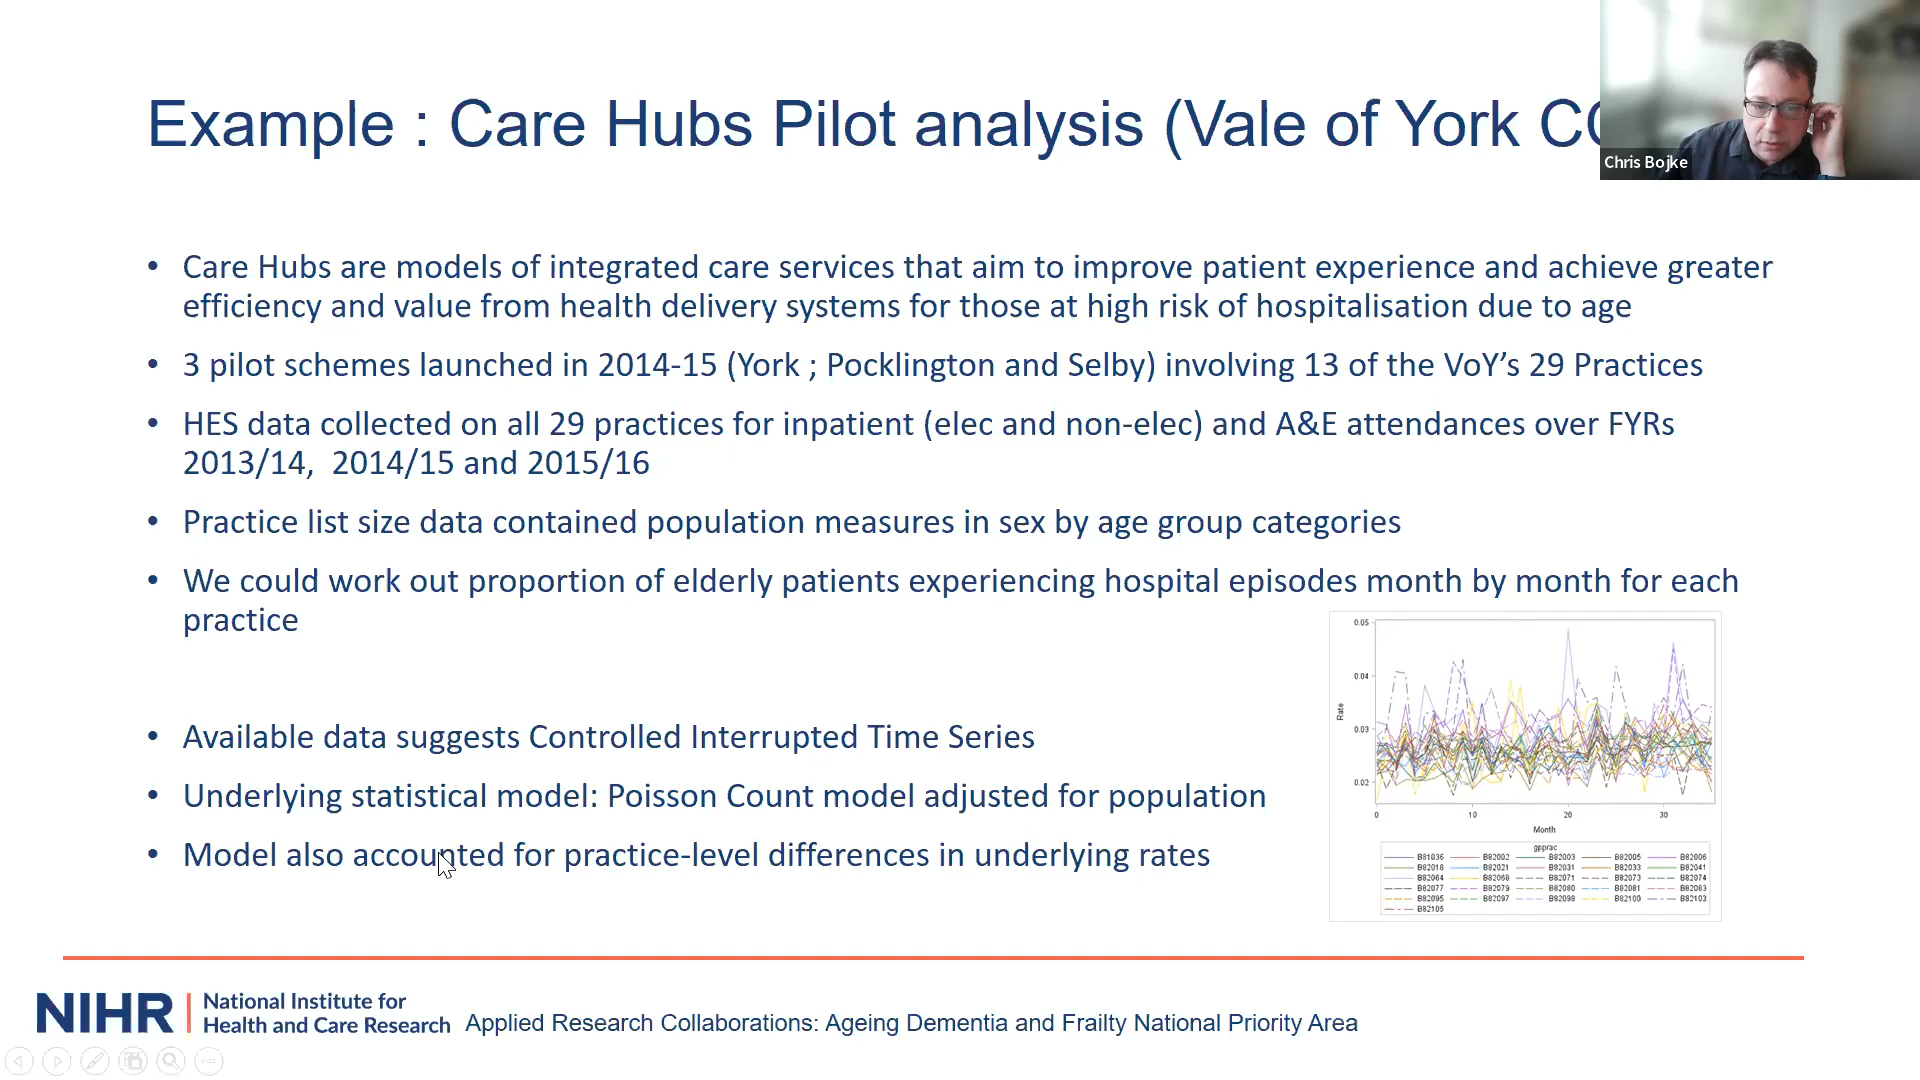 Example : Care Hubs Pilot analysis (Vale of York CC
Chris Bojke
• Care Hubs are models of integrated care services that aim to improve patient experience and achieve greater
efficiency and value from health delivery systems for those at high risk of hospitalisation due to age
• 3 pilot schemes launched in 2014-15 (York ; Pocklington and Selby) involving 13 of the VoY’s 29 Practices
• HES data collected on all 29 practices for inpatient (elec and non-elec) and A&E attendances over FYRs
2013/14,  2014/15 and 2015/16
• Practice list size data contained population measures in sex by age group categories
• We could work out proportion of elderly patients experiencing hospital episodes month by month for each
practice
• Available data suggests Controlled Interrupted Time Series
• Underlying statistical model: Poisson Count model adjusted for population
• Model also accounted for practice-level differences in underlying rates
0.05
0.04
Rate
0.03
0.02
0 10 20 30
Month
gpprac
B81036 B82002 B82003 B82005 B82006
B82018 B82021 B82031 B82033 B82041
B82064 B82068 B82071 B82073 B82074
B82077 B82079 B82080 B82081 B82083
B82095 B82097 B82098 B82100 B82103
B82105
NIHR | National Institute for
Health and Care Research
Applied Research Collaborations: Ageing Dementia and Frailty National Priority Area